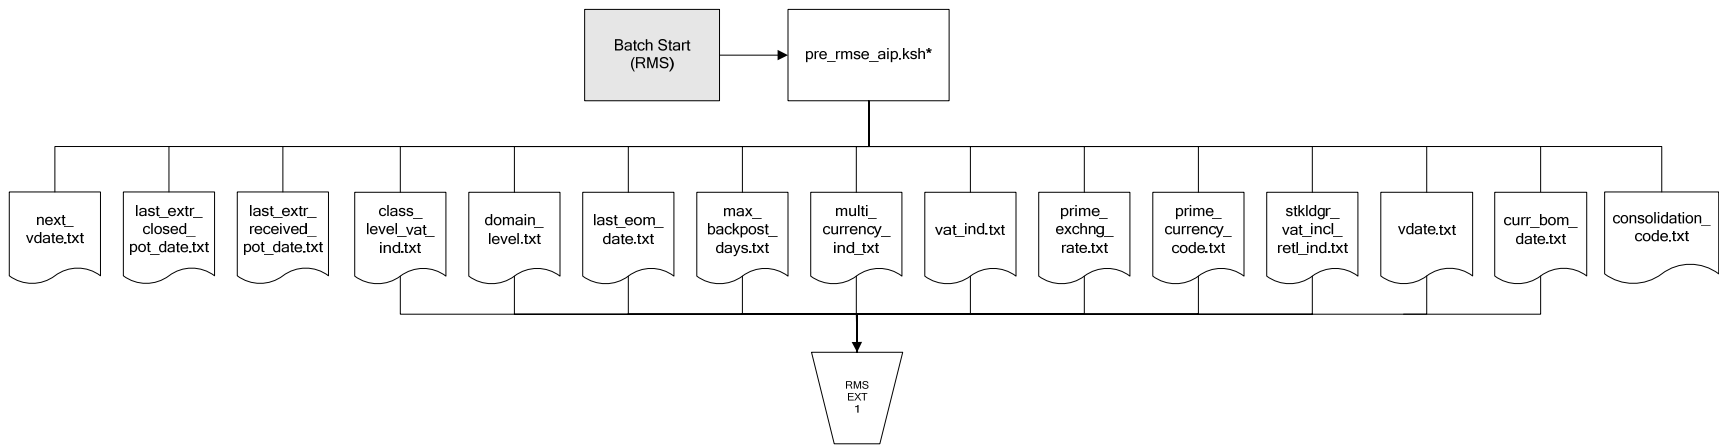 Batch Start
(RMS)
pre_rmse_aip.ksh*
next_
vdate.txt
last_extr_
closed_
pot_date.txt
last_extr_
received_
pot_date.txt
class_
level_vat_
ind.txt
domain_
level.txt
last_eom_
date.txt
max_
backpost_
days.txt
multi_
currency_
ind_txt
vat_ind.txt
prime_
exchng_
rate.txt
prime_
currency_
code.txt
stkldgr_
vat_incl_
retl_ind.txt
vdate.txt
curr_bom_
date.txt
consolidation_
code.txt
RMS
EXT
1